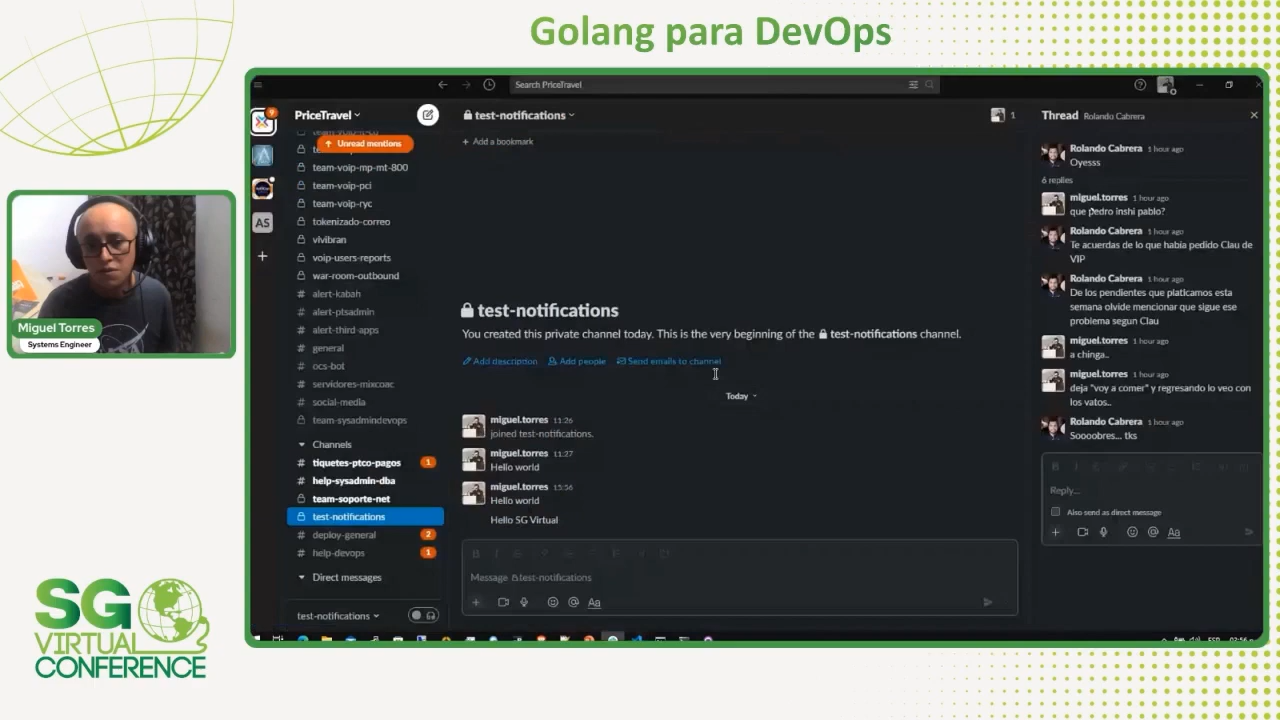 Golang para DevOps
Search PriceTravel
PriceTravel
Unread mentions
team-voip-mp-mt-800
team-voip-pci
team-voip-ryc
tokenizado-correo
vivibran
voip-users-reports
war-room-outbound
# alert-kabah
# alert-ptsadmin
# alert-third-apps
# general
# ocs-bot
# servidores-mixcoac
# social-media
team-sysadmindevops
Channels
# tiquetes-ptco-pagos 1
# help-sysadmin-dba
team-soporte-net
test-notifications
# deploy-general 2
# help-devops 1
Direct messages
test-notifications
AS
+
test-notifications
1
+ Add a bookmark
test-notifications
You created this private channel today. This is the very beginning of the test-notifications channel.
Add description Add people Send emails to channel
Today
miguel.torres 11:26
joined test-notifications.
miguel.torres 11:27
Hello world
miguel.torres 15:56
Hello world
Hello SG Virtual
Message test-notifications
Aa
Thread Rolando Cabrera
Rolando Cabrera 1 hour ago
Oyesss
6 replies
miguel.torres 1 hour ago
que pedro inshi pablo?
Rolando Cabrera 1 hour ago
Te acuerdas de lo que habia pedido Clau de
VIP
Rolando Cabrera 1 hour ago
De los pendientes que platicamos esta
semana olvide mencionar que sigue ese
problema segun Clau
miguel.torres 1 hour ago
a chinga..
miguel.torres 1 hour ago
deja "voy a comer" y regresando lo veo con
los vatos..
Rolando Cabrera 1 hour ago
Soooobres... tks
Reply...
Also send as direct message
Aa
Miguel Torres
Systems Engineer
SG
VIRTUAL
CONFERENCE